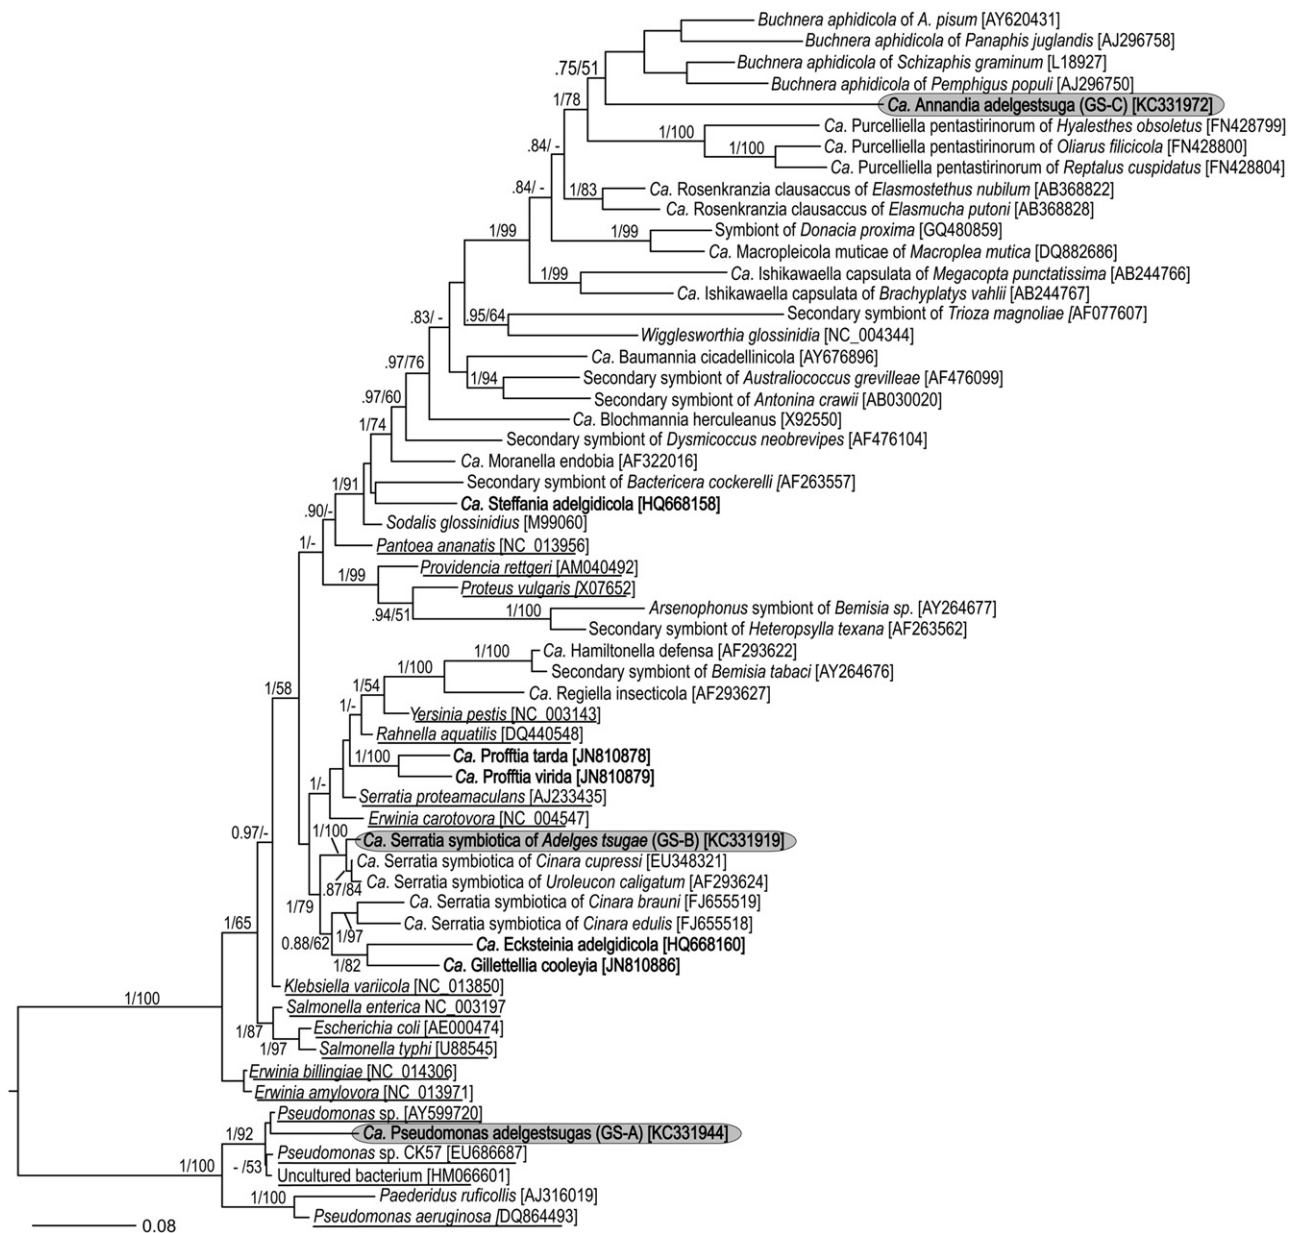 Buchnera aphidicola of A. pisum [AY620431]
Buchnera aphidicola of Panaphis juglandis [AJ296758]
Buchnera aphidicola of Schizaphis graminum [L18927]
.75/51
Buchnera aphidicola of Pemphigus populi [AJ296750]
1/78
Ca. Annandia adelgestsuga (GS-C) [KC331972]
Ca. Purcelliella pentastirinorum of Hyalesthes obsoletus [FN428799]
1/100
.84/ -
1/100
Ca. Purcelliella pentastirinorum of Oliarus filicicola [FN428800]
Ca. Purcelliella pentastirinorum of Reptalus cuspidatus [FN428804]
.84/ -
1/83
Ca. Rosenkranzia clausaccus of Elasmostethus nubilum [AB368822]
Ca. Rosenkranzia clausaccus of Elasmucha putoni [AB368828]
1/99
1/99
Symbiont of Donacia proxima [GQ480859]
Ca. Macropleicola muticae of Macroplea mutica [DQ882686]
1/99
Ca. Ishikawaella capsulata of Megacopta punctatissima [AB244766]
Ca. Ishikawaella capsulata of Brachyplatys vahlii [AB244767]
.83/ -
.95/64
Secondary symbiont of Trioza magnoliae [AF077607]
Wigglesworthia glossinidia [NC_004344]
.97/76
Ca. Baumannia cicadellinicola [AY676896]
1/94
Secondary symbiont of Australiococcus grevilleae [AF476099]
.97/60
Secondary symbiont of Antonina crawii [AB030020]
Ca. Blochmannia herculeanus [X92550]
1/74
Secondary symbiont of Dysmicoccus neobrevipes [AF476104]
Ca. Moranella endobia [AF322016]
1/91
Secondary symbiont of Bactericera cockerelli [AF263557]
Ca. Steffania adelgidicola [HQ668158]
.90/-
Sodalis glossinidius [M99060]
1/-
Pantoea ananatis [NC_013956]
1/99
Providencia rettgeri [AM040492]
Proteus vulgaris [X07652]
.94/51
1/100
Arsenophonus symbiont of Bemisia sp. [AY264677]
Secondary symbiont of Heteropsylla texana [AF263562]
1/100
Ca. Hamiltonella defensa [AF293622]
1/100
Secondary symbiont of Bemisia tabaci [AY264676]
1/58
1/54
Ca. Regiella insecticola [AF293627]
1/-
Yersinia pestis [NC_003143]
Rahnella aquatilis [DQ440548]
1/100
Ca. Profftia tarda [JN810878]
Ca. Profftia virida [JN810879]
1/-
Serratia proteamaculans [AJ233435]
Erwinia carotovora [NC_004547]
0.97/-
1/100
Ca. Serratia symbiotica of Adelges tsugae (GS-B) [KC331919]
Ca. Serratia symbiotica of Cinara cupressi [EU348321]
.87/84
Ca. Serratia symbiotica of Uroleucon caligatum [AF293624]
1/79
Ca. Serratia symbiotica of Cinara brauni [FJ655519]
1/65
Ca. Serratia symbiotica of Cinara edulis [FJ655518]
0.88/62
1/97
Ca. Ecksteinia adelgidicola [HQ668160]
1/82
Ca. Gillettellia cooleyia [JN810886]
Klebsiella variicola [NC_013850]
1/100
Salmonella enterica NC_003197
1/87
Escherichia coli [AE000474]
1/97
Salmonella typhi [U88545]
Erwinia billingiae [NC_014306]
Erwinia amylovora [NC_013971]
Pseudomonas sp. [AY599720]
1/92
Ca. Pseudomonas adelgestsugas (GS-A) [KC331944]
Pseudomonas sp. CK57 [EU686687]
1/100
- /53
Uncultured bacterium [HM066601]
1/100
Paederidus ruficollis [AJ316019]
Pseudomonas aeruginosa [DQ864493]
0.08